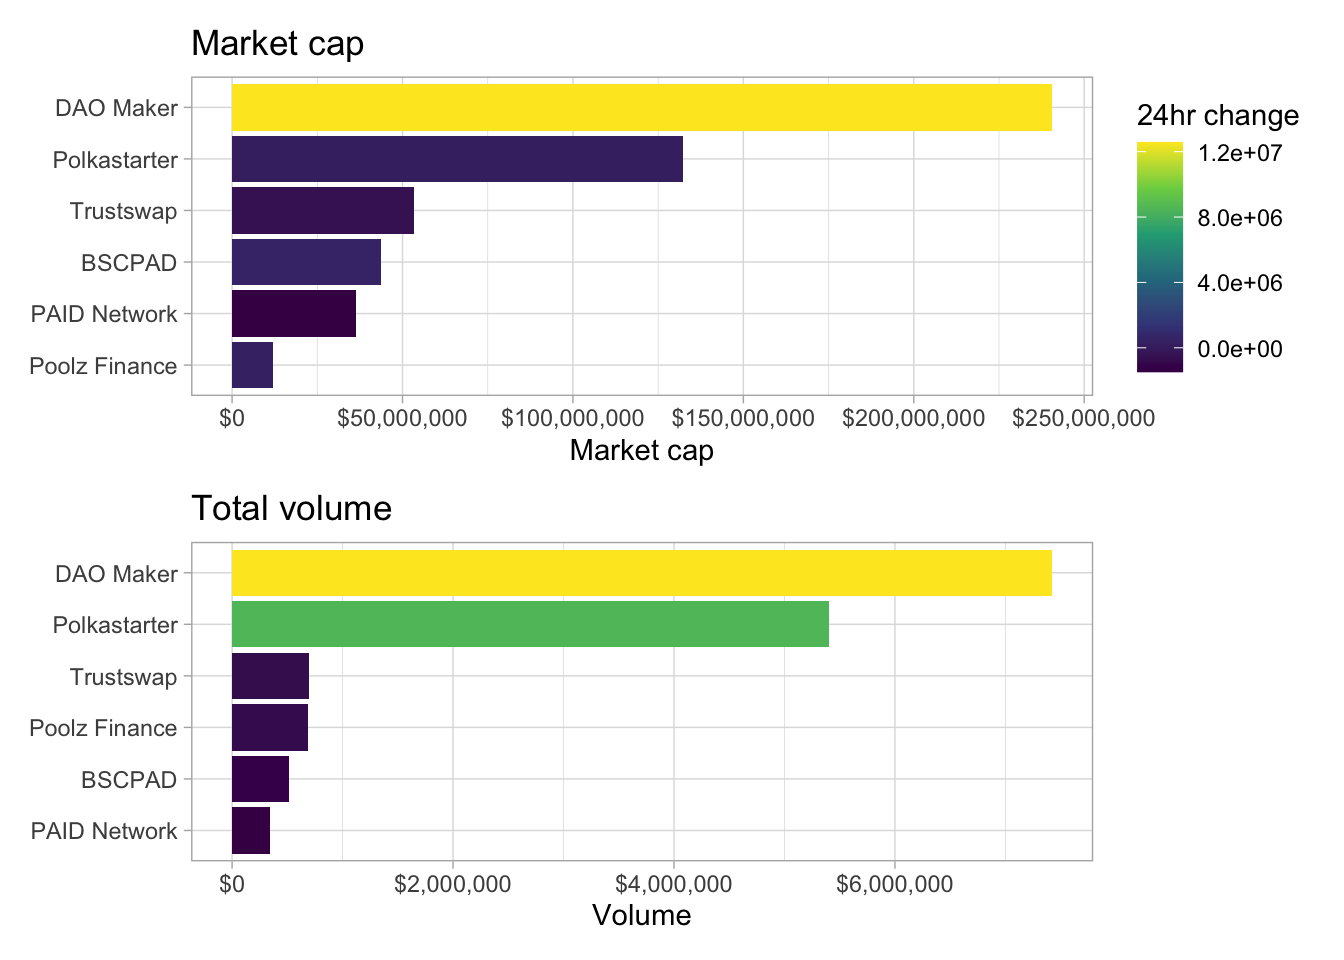 Market cap
DAO Maker
Polkastarter
Trustswap
BSCPAD
PAID Network
Poolz Finance
$0 $50,000,000 $100,000,000 $150,000,000 $200,000,000 $250,000,000
Market cap
24hr change
1.2e+07
8.0e+06
4.0e+06
0.0e+00
Total volume
DAO Maker
Polkastarter
Trustswap
Poolz Finance
BSCPAD
PAID Network
$0 $2,000,000 $4,000,000 $6,000,000
Volume